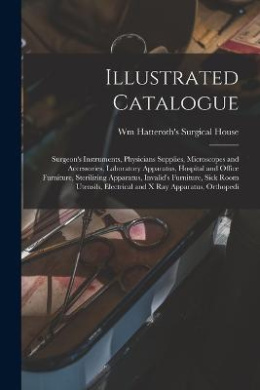 Illustrated
Catalogue
Wm Hatteroth's Surgical House
Surgeon's Instruments, Physicians Supplies, Microscopes and
Accessories, Laboratory Apparatus, Hospital and Office
Furniture, Sterilizing Apparatus, Invalid's Furniture, Sick Room
Utensils, Electrical and X Ray Apparatus, Orthopedi